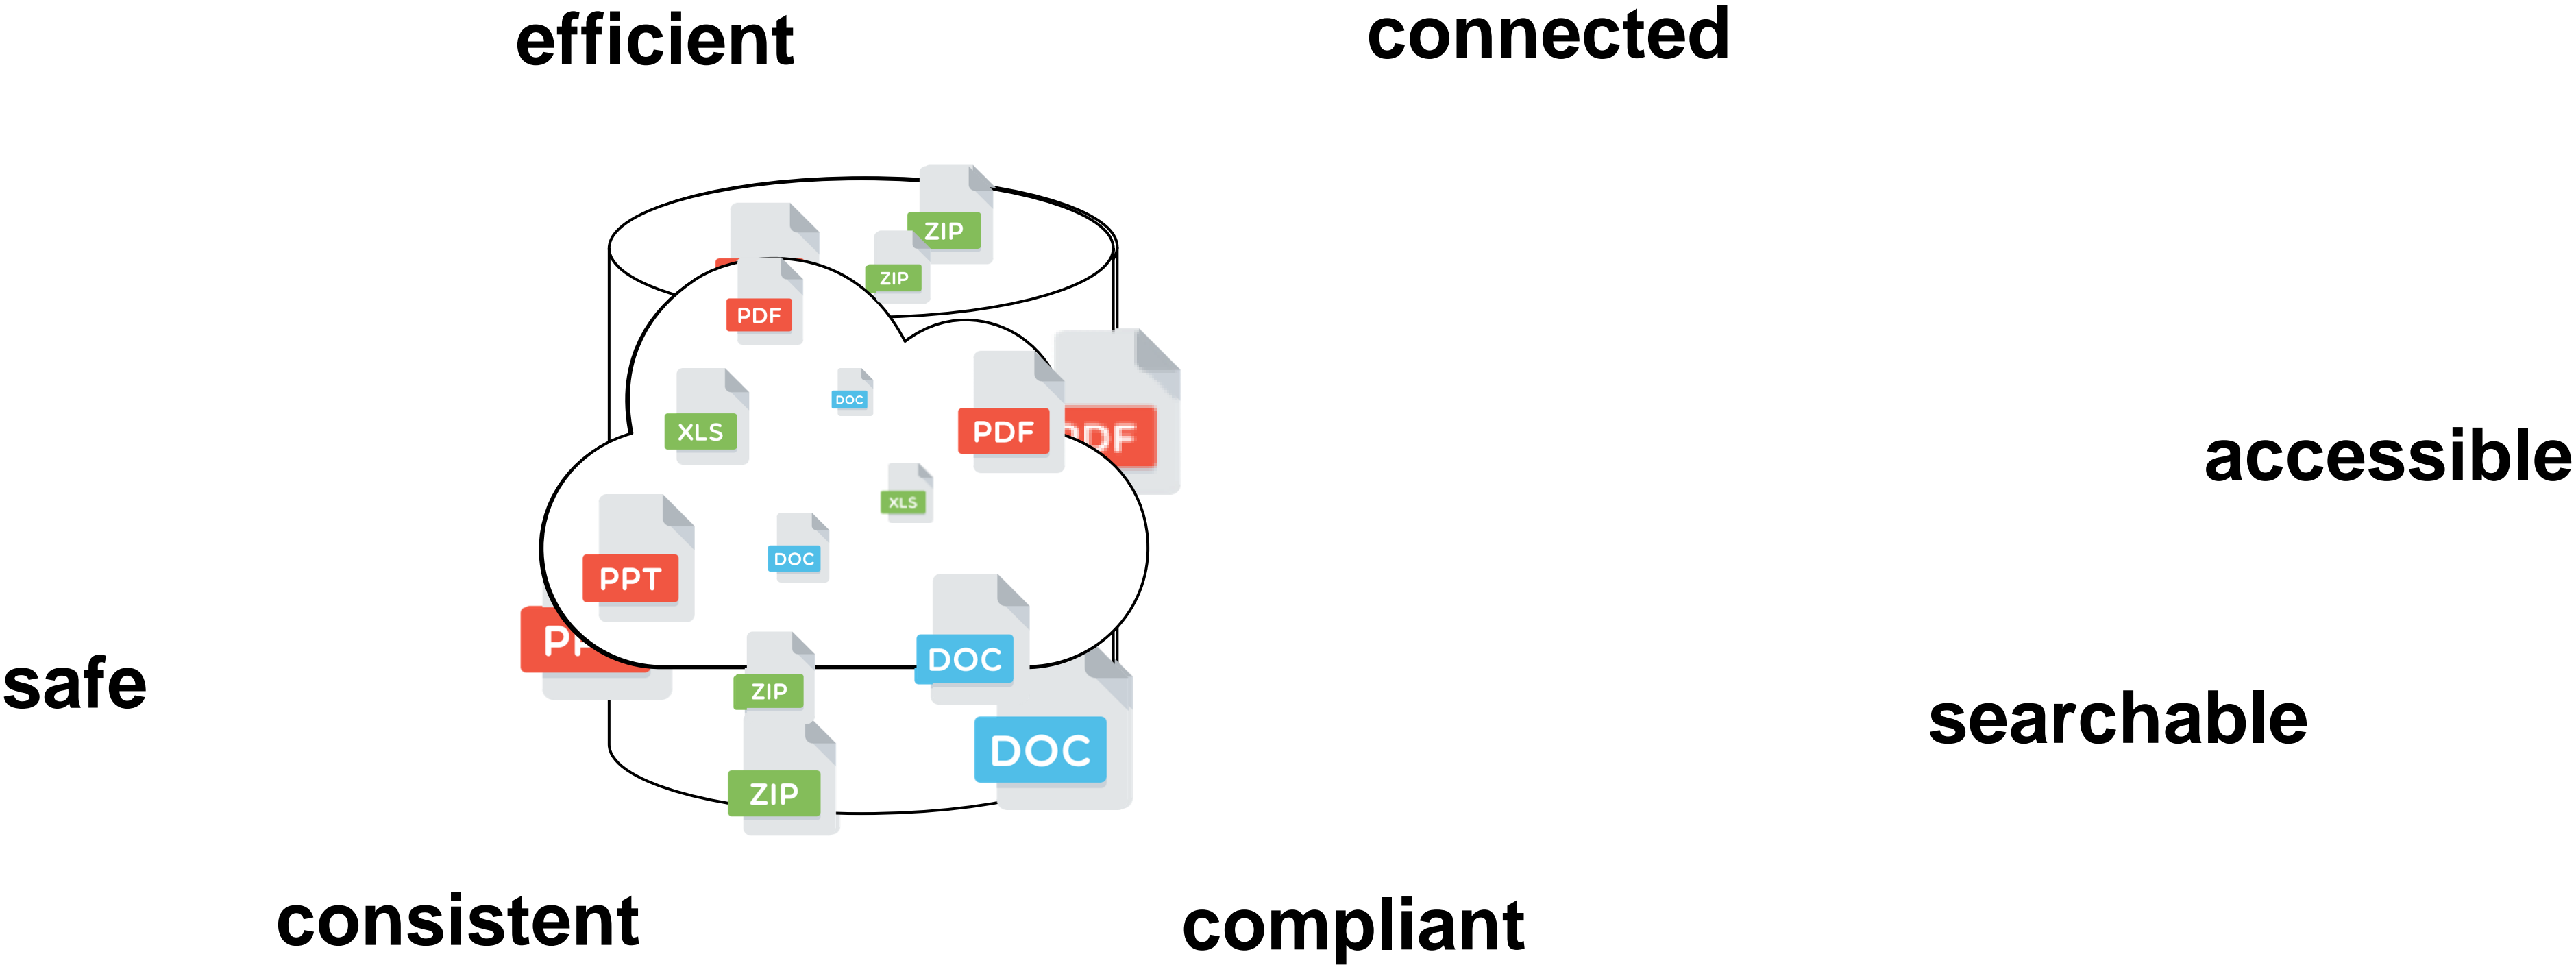 efficient
connected
ZIP
ZIP
PDF
DOC
XLS
PDF
PDF
accessible
XLS
DOC
PPT
DOC
safe
ZIP
searchable
DOC
ZIP
consistent
compliant